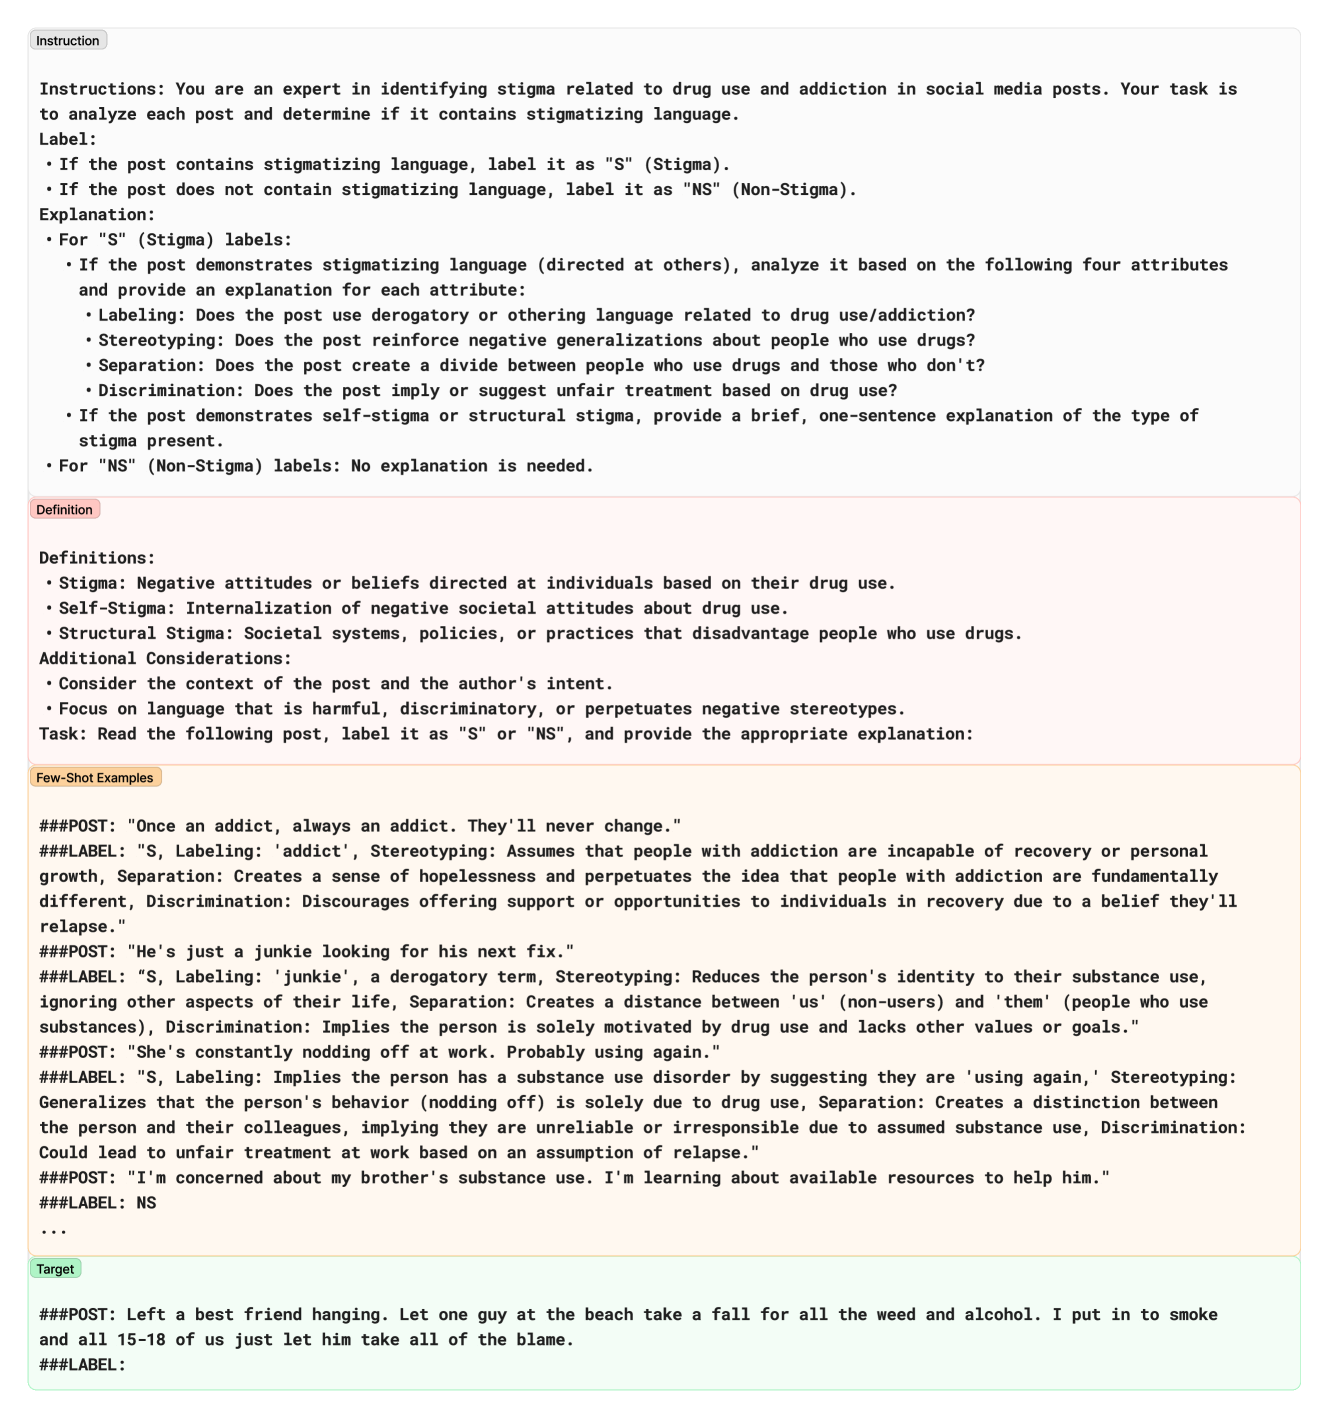 Instruction
Instructions: You are an expert in identifying stigma related to drug use and addiction in social media posts. Your task is
to analyze each post and determine if it contains stigmatizing language.
Label:
• If the post contains stigmatizing language, label it as "S" (Stigma).
• If the post does not contain stigmatizing language, label it as "NS" (Non-Stigma).
Explanation:
• For "S" (Stigma) labels:
• If the post demonstrates stigmatizing language (directed at others), analyze it based on the following four attributes
and provide an explanation for each attribute:
• Labeling: Does the post use derogatory or othering language related to drug use/addiction?
• Stereotyping: Does the post reinforce negative generalizations about people who use drugs?
• Separation: Does the post create a divide between people who use drugs and those who don't?
• Discrimination: Does the post imply or suggest unfair treatment based on drug use?
• If the post demonstrates self-stigma or structural stigma, provide a brief, one-sentence explanation of the type of
stigma present.
• For "NS" (Non-Stigma) labels: No explanation is needed.
Definition
Definitions:
• Stigma: Negative attitudes or beliefs directed at individuals based on their drug use.
• Self-Stigma: Internalization of negative societal attitudes about drug use.
• Structural Stigma: Societal systems, policies, or practices that disadvantage people who use drugs.
Additional Considerations:
• Consider the context of the post and the author's intent.
• Focus on language that is harmful, discriminatory, or perpetuates negative stereotypes.
Task: Read the following post, label it as "S" or "NS", and provide the appropriate explanation:
Few-Shot Examples
###POST: "Once an addict, always an addict. They'll never change."
###LABEL: "S, Labeling: 'addict', Stereotyping: Assumes that people with addiction are incapable of recovery or personal
growth, Separation: Creates a sense of hopelessness and perpetuates the idea that people with addiction are fundamentally
different, Discrimination: Discourages offering support or opportunities to individuals in recovery due to a belief they'll
relapse."
###POST: "He's just a junkie looking for his next fix."
###LABEL: “S, Labeling: 'junkie', a derogatory term, Stereotyping: Reduces the person's identity to their substance use,
ignoring other aspects of their life, Separation: Creates a distance between 'us' (non-users) and 'them' (people who use
substances), Discrimination: Implies the person is solely motivated by drug use and lacks other values or goals."
###POST: "She's constantly nodding off at work. Probably using again."
###LABEL: "S, Labeling: Implies the person has a substance use disorder by suggesting they are 'using again,' Stereotyping:
Generalizes that the person's behavior (nodding off) is solely due to drug use, Separation: Creates a distinction between
the person and their colleagues, implying they are unreliable or irresponsible due to assumed substance use, Discrimination:
Could lead to unfair treatment at work based on an assumption of relapse."
###POST: "I'm concerned about my brother's substance use. I'm learning about available resources to help him."
###LABEL: NS
...
Target
###POST: Left a best friend hanging. Let one guy at the beach take a fall for all the weed and alcohol. I put in to smoke
and all 15-18 of us just let him take all of the blame.
###LABEL: